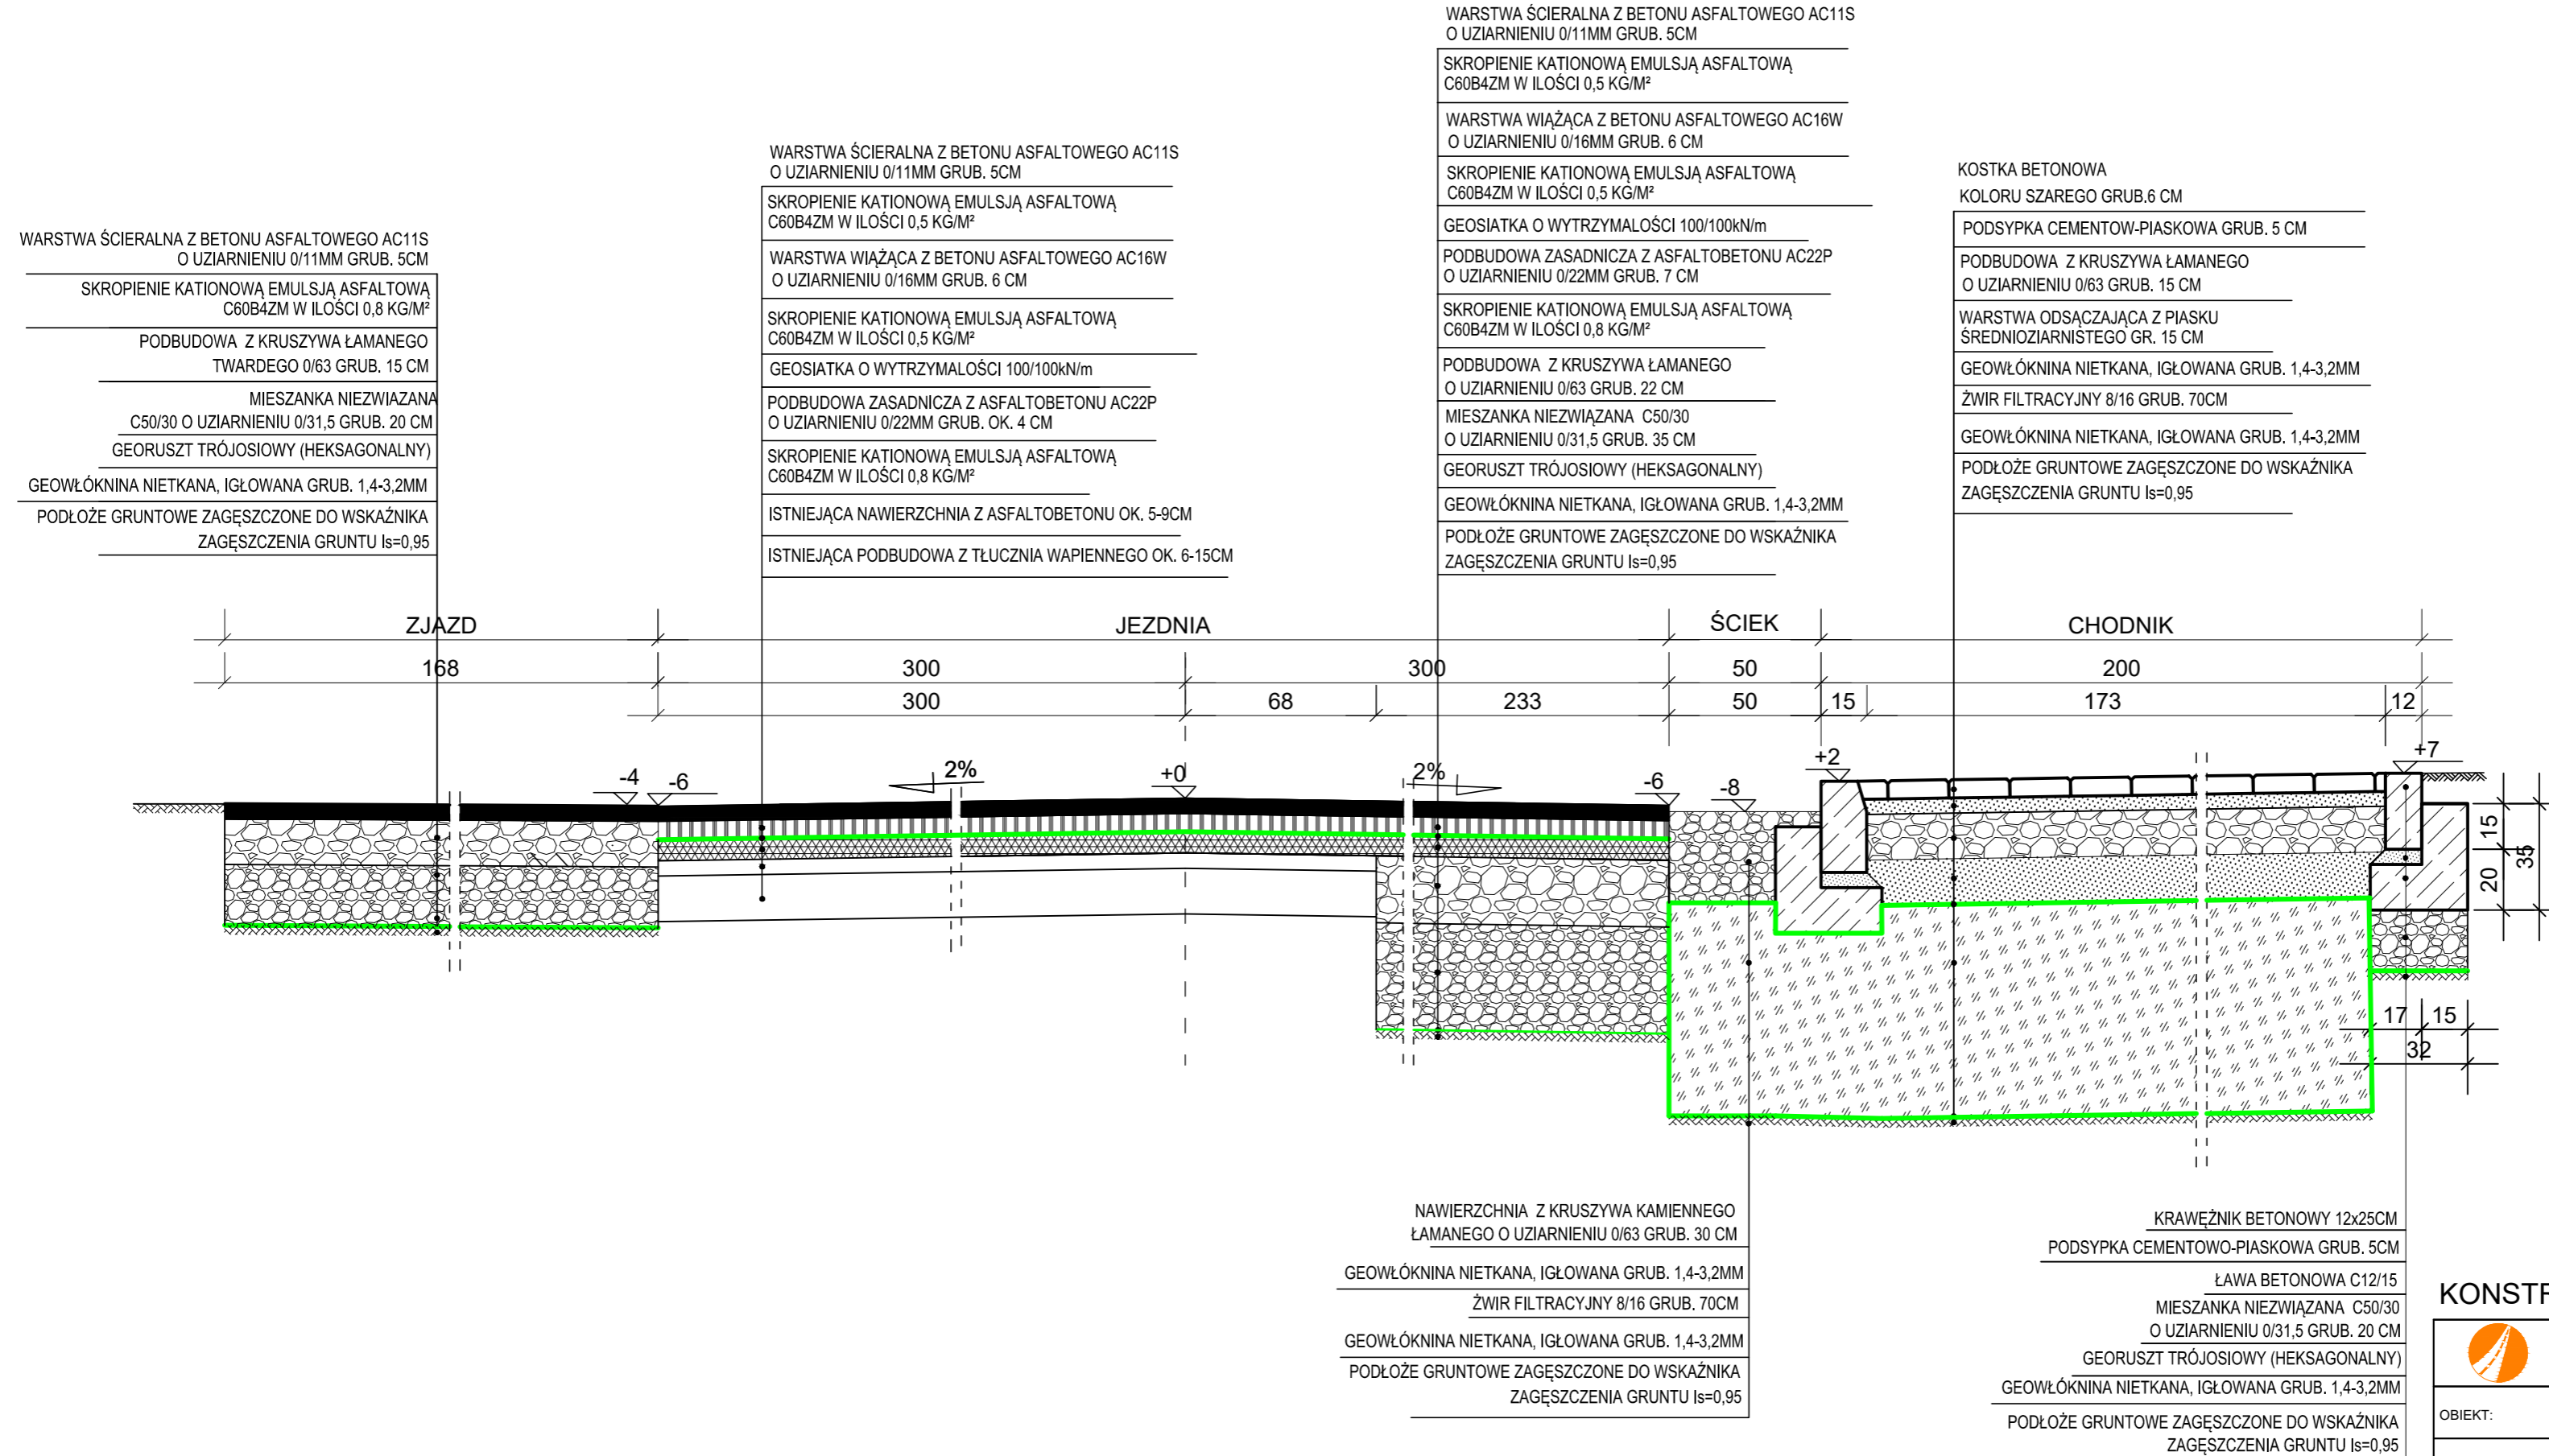 WARSTWA ŚCIERALNA Z BETONU ASFALTOWEGO AC11S
O UZIARNIENIU 0/11MM GRUB. 5CM
SKROPIENIE KATIONOWĄ EMULSJĄ ASFALTOWĄ
C60B4ZM W ILOŚCI 0,8 KG/M²
PODBUDOWA Z KRUSZYWA ŁAMANEGO
TWARDEGO 0/63 GRUB. 15 CM
MIESZANKA NIEZWIAZANA
C50/30 O UZIARNIENIU 0/31,5 GRUB. 20 CM
GEORUSZT TRÓJOSIOWY (HEKSAGONALNY)
GEOWŁÓKNINA NIETKANA, IGŁOWANA GRUB. 1,4-3,2MM
PODŁOŻE GRUNTOWE ZAGĘSZCZONE DO WSKAŹNIKA
ZAGĘSZCZENIA GRUNTU Is=0,95
WARSTWA ŚCIERALNA Z BETONU ASFALTOWEGO AC11S
O UZIARNIENIU 0/11MM GRUB. 5CM
SKROPIENIE KATIONOWĄ EMULSJĄ ASFALTOWĄ
C60B4ZM W ILOŚCI 0,5 KG/M²
WARSTWA WIĄŻĄCA Z BETONU ASFALTOWEGO AC16W
O UZIARNIENIU 0/16MM GRUB. 6 CM
SKROPIENIE KATIONOWĄ EMULSJĄ ASFALTOWĄ
C60B4ZM W ILOŚCI 0,5 KG/M²
GEOSIATKA O WYTRZYMALOŚCI 100/100kN/m
PODBUDOWA ZASADNICZA Z ASFALTOBETONU AC22P
O UZIARNIENIU 0/22MM GRUB. OK. 4 CM
SKROPIENIE KATIONOWĄ EMULSJĄ ASFALTOWĄ
C60B4ZM W ILOŚCI 0,8 KG/M²
ISTNIEJĄCA NAWIERZCHNIA Z ASFALTOBETONU OK. 5-9CM
ISTNIEJĄCA PODBUDOWA Z TŁUCZNIA WAPIENNEGO OK. 6-15CM
WARSTWA ŚCIERALNA Z BETONU ASFALTOWEGO AC11S
O UZIARNIENIU 0/11MM GRUB. 5CM
SKROPIENIE KATIONOWĄ EMULSJĄ ASFALTOWĄ
C60B4ZM W ILOŚCI 0,5 KG/M²
WARSTWA WIĄŻĄCA Z BETONU ASFALTOWEGO AC16W
O UZIARNIENIU 0/16MM GRUB. 6 CM
SKROPIENIE KATIONOWĄ EMULSJĄ ASFALTOWĄ
C60B4ZM W ILOŚCI 0,5 KG/M²
GEOSIATKA O WYTRZYMALOŚCI 100/100kN/m
PODBUDOWA ZASADNICZA Z ASFALTOBETONU AC22P
O UZIARNIENIU 0/22MM GRUB. 7 CM
SKROPIENIE KATIONOWĄ EMULSJĄ ASFALTOWĄ
C60B4ZM W ILOŚCI 0,8 KG/M²
PODBUDOWA Z KRUSZYWA ŁAMANEGO
O UZIARNIENIU 0/63 GRUB. 22 CM
MIESZANKA NIEZWIĄZANA C50/30
O UZIARNIENIU 0/31,5 GRUB. 35 CM
GEORUSZT TRÓJOSIOWY (HEKSAGONALNY)
GEOWŁÓKNINA NIETKANA, IGŁOWANA GRUB. 1,4-3,2MM
PODŁOŻE GRUNTOWE ZAGĘSZCZONE DO WSKAŹNIKA
ZAGĘSZCZENIA GRUNTU Is=0,95
KOSTKA BETONOWA
KOLORU SZAREGO GRUB.6 CM
PODSYPKA CEMENTOW-PIASKOWA GRUB. 5 CM
PODBUDOWA Z KRUSZYWA ŁAMANEGO
O UZIARNIENIU 0/63 GRUB. 15 CM
WARSTWA ODSĄCZAJĄCA Z PIASKU
ŚREDNIOZIARNISTEGO GR. 15 CM
GEOWŁÓKNINA NIETKANA, IGŁOWANA GRUB. 1,4-3,2MM
ŻWIR FILTRACYJNY 8/16 GRUB. 70CM
GEOWŁÓKNINA NIETKANA, IGŁOWANA GRUB. 1,4-3,2MM
PODŁOŻE GRUNTOWE ZAGĘSZCZONE DO WSKAŹNIKA
ZAGĘSZCZENIA GRUNTU Is=0,95
ZJAZD JEZDNIA ŚCIEK CHODNIK
168 300 300 50 200
300 68 233 50 15 173 12
-4 -6 2% +0 2% -6 -8 +2 +7
15
20
35
17 15
32
NAWIERZCHNIA Z KRUSZYWA KAMIENNEGO
ŁAMANEGO O UZIARNIENIU 0/63 GRUB. 30 CM
GEOWŁÓKNINA NIETKANA, IGŁOWANA GRUB. 1,4-3,2MM
ŻWIR FILTRACYJNY 8/16 GRUB. 70CM
GEOWŁÓKNINA NIETKANA, IGŁOWANA GRUB. 1,4-3,2MM
PODŁOŻE GRUNTOWE ZAGĘSZCZONE DO WSKAŹNIKA
ZAGĘSZCZENIA GRUNTU Is=0,95
KRAWĘŻNIK BETONOWY 12x25CM
PODSYPKA CEMENTOWO-PIASKOWA GRUB. 5CM
ŁAWA BETONOWA C12/15
MIESZANKA NIEZWIĄZANA C50/30
O UZIARNIENIU 0/31,5 GRUB. 20 CM
GEORUSZT TRÓJOSIOWY (HEKSAGONALNY)
GEOWŁÓKNINA NIETKANA, IGŁOWANA GRUB. 1,4-3,2MM
PODŁOŻE GRUNTOWE ZAGĘSZCZONE DO WSKAŹNIKA
ZAGĘSZCZENIA GRUNTU Is=0,95
OBIEKT: